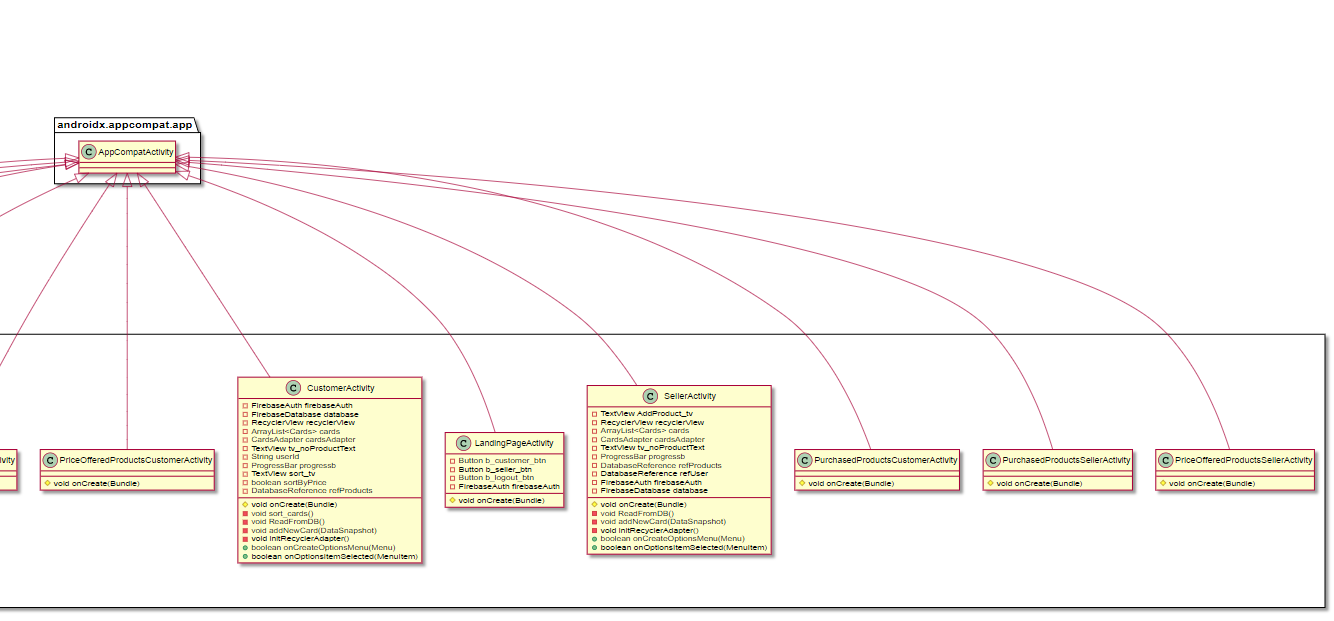 androidx.appcompat.app
C AppCompatActivity
ivity
C PriceOfferedProductsCustomerActivity
void onCreate(Bundle)
C CustomerActivity
FirebaseAuth firebaseAuth
FirebaseDatabase database
RecyclerView recyclerView
ArrayList<Cards> cards
CardsAdapter cardsAdapter
TextView tv_noProductText
String userId
ProgressBar progressb
TextView sort_tv
boolean sortByPrice
DatabaseReference refProducts
void onCreate(Bundle)
void sort_cards()
void ReadFromDB()
void addNewCard(DataSnapshot)
void initRecyclerAdapter()
boolean onCreateOptionsMenu(Menu)
boolean onOptionsItemSelected(MenuItem)
C LandingPageActivity
Button b_customer_btn
Button b_seller_btn
Button b_logout_btn
FirebaseAuth firebaseAuth
void onCreate(Bundle)
C SellerActivity
TextView AddProduct_tv
RecyclerView recyclerView
ArrayList<Cards> cards
CardsAdapter cardsAdapter
TextView tv_noProductText
ProgressBar progressb
DatabaseReference refProducts
DatabaseReference refUser
FirebaseAuth firebaseAuth
FirebaseDatabase database
void onCreate(Bundle)
void ReadFromDB()
void addNewCard(DataSnapshot)
void initRecyclerAdapter()
boolean onCreateOptionsMenu(Menu)
boolean onOptionsItemSelected(MenuItem)
C PurchasedProductsCustomerActivity
void onCreate(Bundle)
C PurchasedProductsSellerActivity
void onCreate(Bundle)
C PriceOfferedProductsSellerActivity
void onCreate(Bundle)